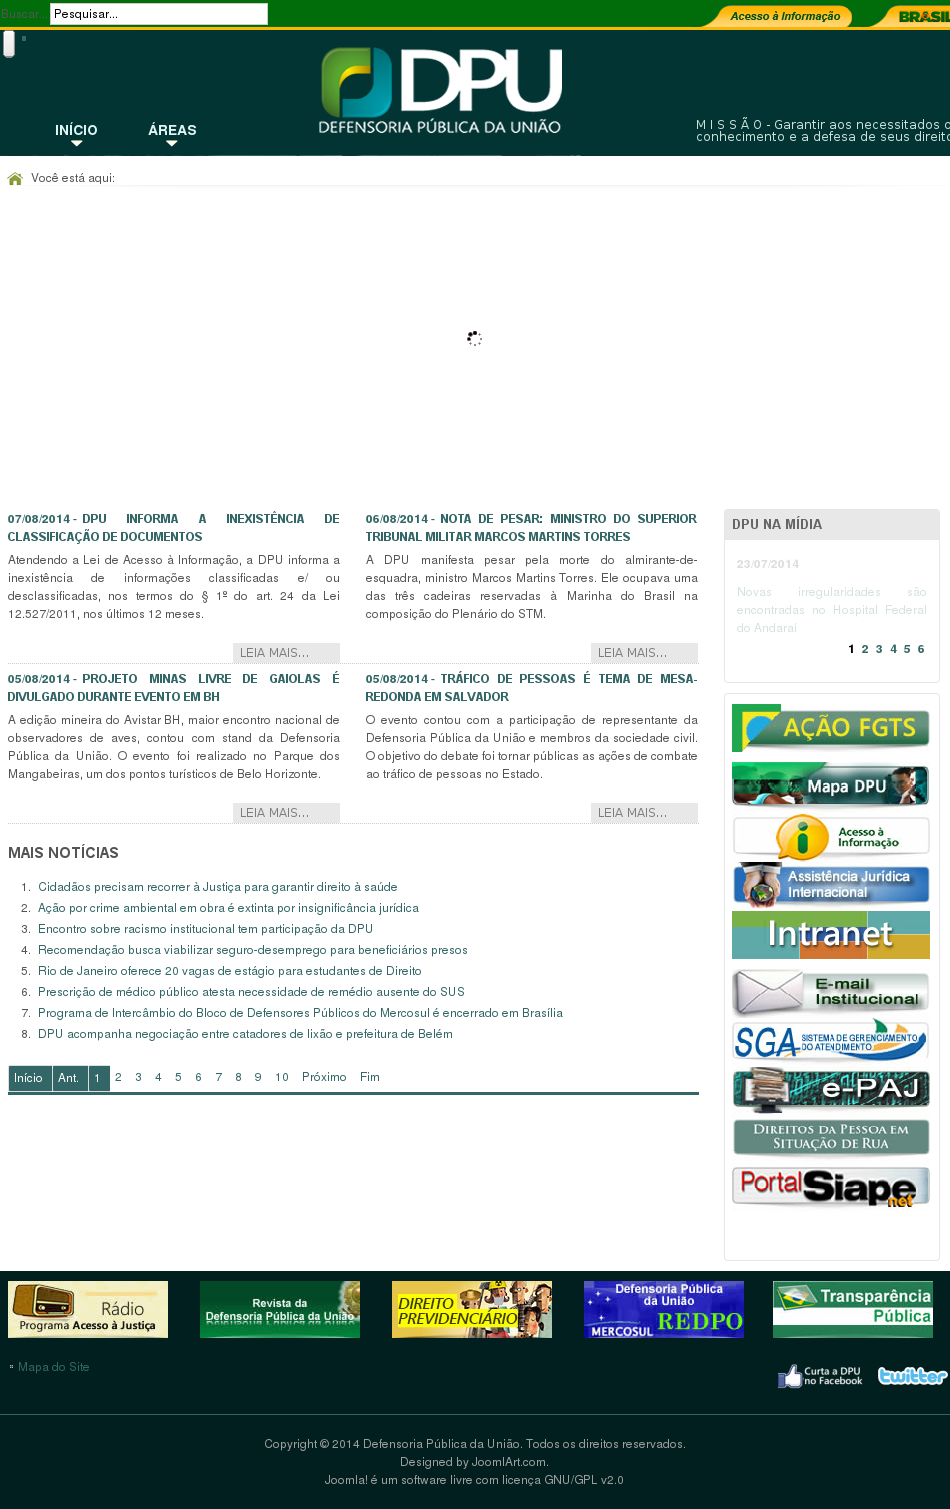 Buscar...
Pesquisar...
Acesso à Informação
BRASIL
DPU
DEFENSORIA PÚBLICA DA UNIÃO
INÍCIO
ÁREAS
M I S S Ã O - Garantir aos necessitados
conhecimento e a defesa de seus
Você está aqui:
07/08/2014 - DPU INFORMA A INEXISTÊNCIA DE
CLASSIFICAÇÃO DE DOCUMENTOS
Atendendo a Lei de Acesso à Informação, a DPU informa a
inexistência de informações classificadas e/ ou
desclassificadas, nos termos do § 1º do art. 24 da Lei
12.527/2011, nos últimos 12 meses.
LEIA MAIS...
06/08/2014 - NOTA DE PESAR: MINISTRO DO SUPERIOR
TRIBUNAL MILITAR MARCOS MARTINS TORRES
A DPU manifesta pesar pela morte do almirante-de-
esquadra, ministro Marcos Martins Torres. Ele ocupava uma
das três cadeiras reservadas à Marinha do Brasil na
composição do Plenário do STM.
LEIA MAIS...
05/08/2014 - PROJETO MINAS LIVRE DE GAIOLAS É
DIVULGADO DURANTE EVENTO EM BH
A edição mineira do Avistar BH, maior encontro nacional de
observadores de aves, contou com stand da Defensoria
Pública da União. O evento foi realizado no Parque dos
Mangabeiras, um dos pontos turísticos de Belo Horizonte.
LEIA MAIS...
05/08/2014 - TRÁFICO DE PESSOAS É TEMA DE MESA-
REDONDA EM SALVADOR
O evento contou com a participação de representante da
Defensoria Pública da União e membros da sociedade civil.
O objetivo do debate foi tornar públicas as ações de combate
ao tráfico de pessoas no Estado.
LEIA MAIS...
MAIS NOTÍCIAS
1. Cidadãos precisam recorrer à Justiça para garantir direito à saúde
2. Ação por crime ambiental em obra é extinta por insignificância jurídica
3. Encontro sobre racismo institucional tem participação da DPU
4. Recomendação busca viabilizar seguro-desemprego para beneficiários presos
5. Rio de Janeiro oferece 20 vagas de estágio para estudantes de Direito
6. Prescrição de médico público atesta necessidade de remédio ausente do SUS
7. Programa de Intercâmbio do Bloco de Defensores Públicos do Mercosul é encerrado em Brasília
8. DPU acompanha negociação entre catadores de lixão e prefeitura de Belém
Início Ant. 1 2 3 4 5 6 7 8 9 10 Próximo Fim
DPU NA MÍDIA
23/07/2014
Novas irregularidades são
encontradas no Hospital Federal
do Andaraí
1 2 3 4 5 6
AÇÃO FGTS
Mapa DPU
Acesso à
Informação
Assistência Jurídica
Internacional
Intranet
E-mail
Institucional
SGA SISTEMA DE GERENCIAMENTO
DO ATENDIMENTO
e-PAJ
DIREITOS DA PESSOA EM
SITUAÇÃO DE RUA
Portal Siape
net
Rádio
Programa Acesso à Justiça
Revista da
Defensoria Pública da União
DIREITO
PREVIDENCIÁRIO
Defensoria Pública
da União
MERCOSUL REDPO
Transparência
Pública
Mapa do Site
Curta a DPU
no Facebook
twitter
Copyright © 2014 Defensoria Pública da União. Todos os direitos reservados.
Designed by JoomlArt.com.
Joomla! é um software livre com licença GNU/GPL v2.0